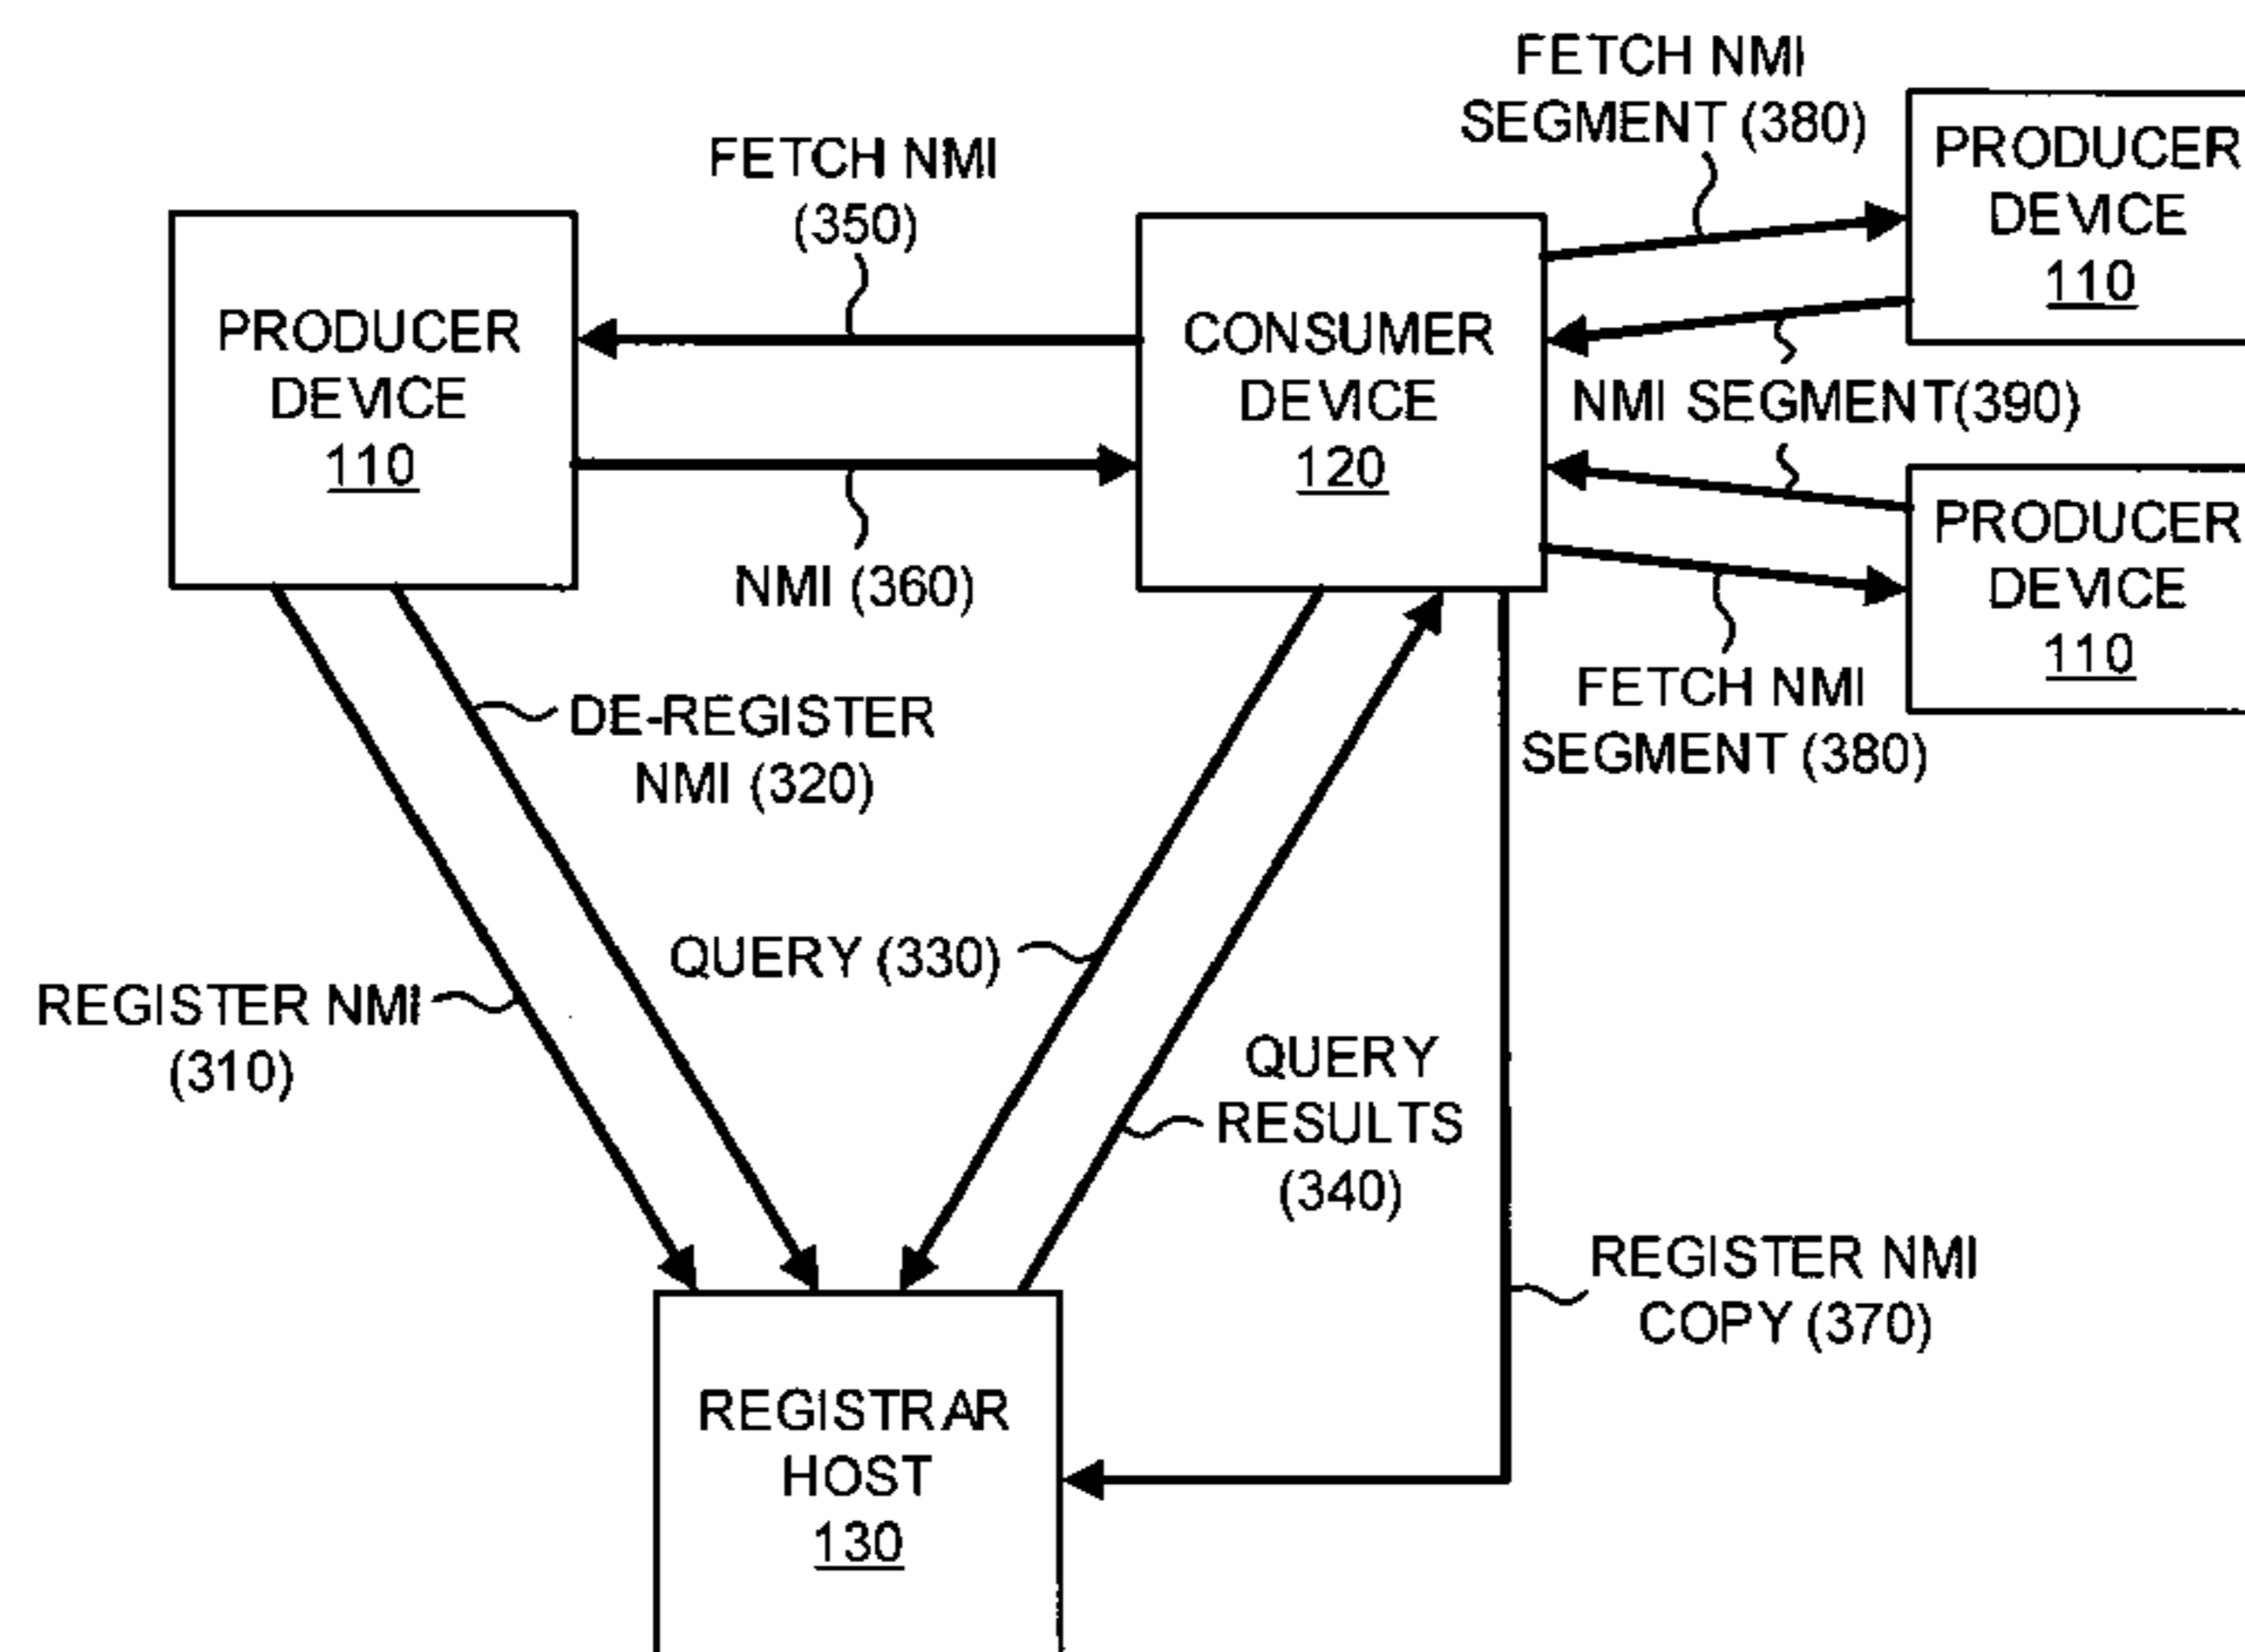 FETCH NMI
SEGMENT (380)
PRODUCER
DEVICE
110
FETCH NMI
(350)
PRODUCER
DEVICE
110
CONSUMER
DEVICE
120
NMI SEGMENT(390)
NMI (360)
PRODUCER
DEVICE
110
FETCH NMI
SEGMENT (380)
DE-REGISTER
NMI (320)
QUERY (330)
REGISTER NMI
(310)
QUERY
RESULTS
(340)
REGISTER NMI
COPY (370)
REGISTRAR
HOST
130